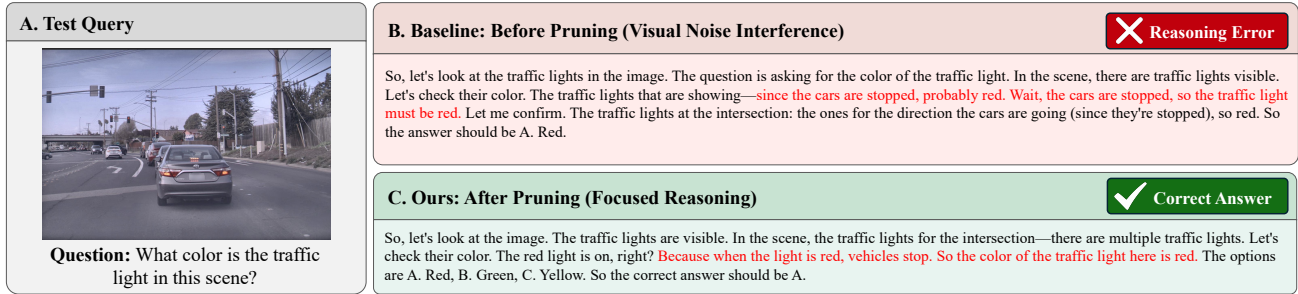 A. Test Query
Question: What color is the traffic
light in this scene?
B. Baseline: Before Pruning (Visual Noise Interference)
Reasoning Error
So, let's look at the traffic lights in the image. The question is asking for the color of the traffic light. In the scene, there are traffic lights visible.
Let's check their color. The traffic lights that are showing—since the cars are stopped, probably red. Wait, the cars are stopped, so the traffic light
must be red. Let me confirm. The traffic lights at the intersection: the ones for the direction the cars are going (since they're stopped), so red. So
the answer should be A. Red.
C. Ours: After Pruning (Focused Reasoning)
Correct Answer
So, let's look at the image. The traffic lights are visible. In the scene, the traffic lights for the intersection—there are multiple traffic lights. Let's
check their color. The red light is on, right? Because when the light is red, vehicles stop. So the color of the traffic light here is red. The options
are A. Red, B. Green, C. Yellow. So the correct answer should be A.